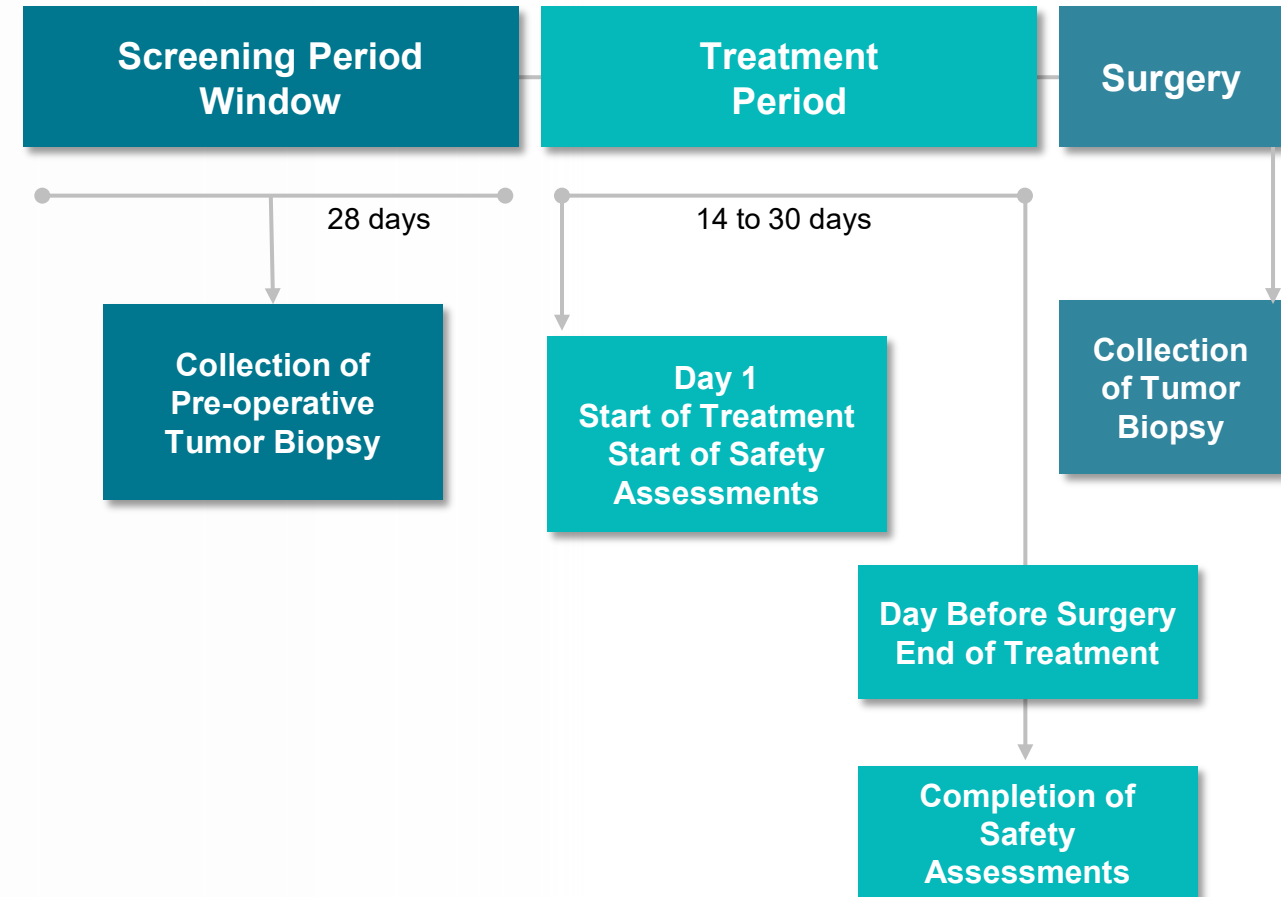 Screening Period
Window
Treatment
Period
Surgery
28 days
14 to 30 days
Collection of
Pre-operative
Tumor Biopsy
Day 1
Start of Treatment
Start of Safety
Assessments
Collection
of Tumor
Biopsy
Day Before Surgery
End of Treatment
Completion of
Safety
Assessments